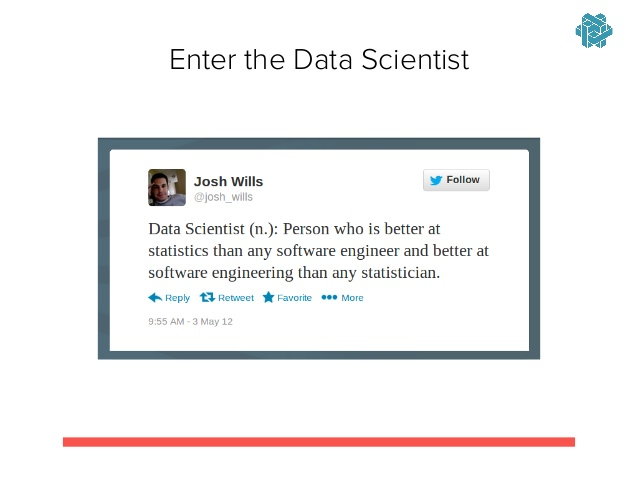 Enter the Data Scientist
Josh Wills
@josh_wills
Follow
Data Scientist (n.): Person who is better at
statistics than any software engineer and better at
software engineering than any statistician.
Reply Retweet Favorite More
9:55 AM - 3 May 12